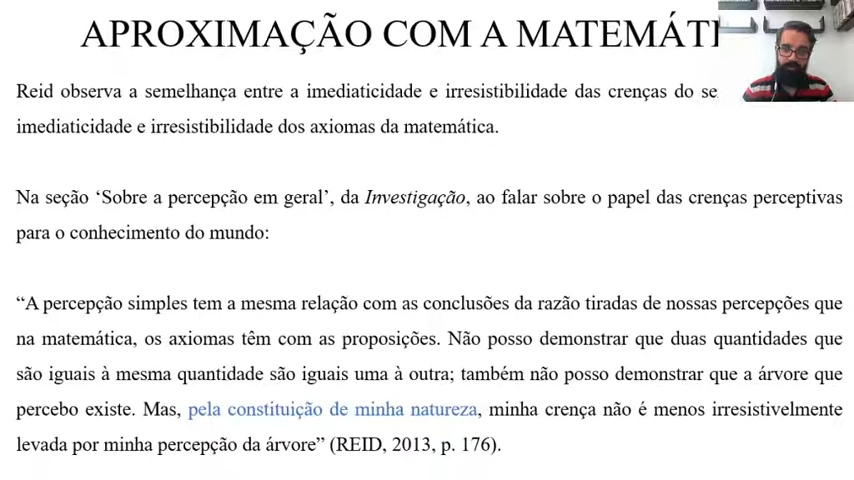 APROXIMAÇÃO COM A MATEMÁTI
Reid observa a semelhança entre a imediaticidade e irresistibilidade das crenças do
imediaticidade e irresistibilidade dos axiomas da matemática.
Na seção ‘Sobre a percepção em geral’, da Investigação, ao falar sobre o papel das crenças perceptivas
para o conhecimento do mundo:
“A percepção simples tem a mesma relação com as conclusões da razão tiradas de nossas percepções que
na matemática, os axiomas têm com as proposições. Não posso demonstrar que duas quantidades que
são iguais à mesma quantidade são iguais uma à outra; também não posso demonstrar que a árvore que
percebo existe. Mas, pela constituição de minha natureza, minha crença não é menos irresistivelmente
levada por minha percepção da árvore” (REID, 2013, p. 176).